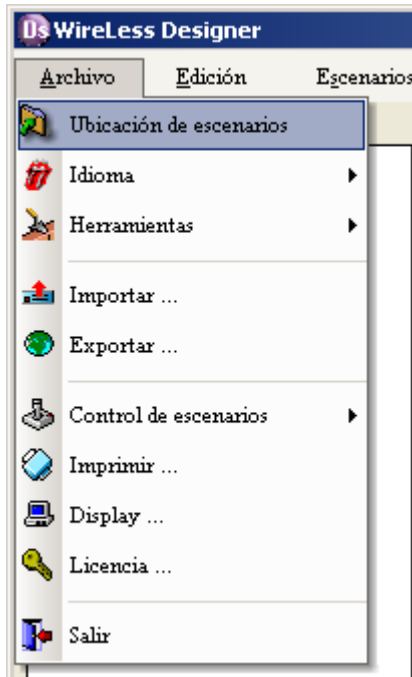 Ds WireLess Designer
Archivo Edición Escenarios
Ubicación de escenarios
Idioma
Herramientas
Importar ...
Exportar ...
Control de escenarios
Imprimir ...
Display ...
Licencia ...
Salir